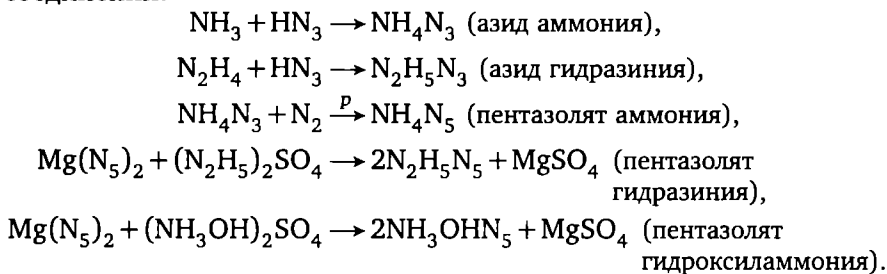 NH₃ + HN₃ ⟶ NH₄N₃ (азид аммония),
N₂H₄ + HN₃ ⟶ N₂H₅N₃ (азид гидразиния),
NH₄N₃ + N₂ ⟶ᵖ NH₄N₅ (пентазолят аммония),
Mg(N₅)₂ + (N₂H₅)₂SO₄ ⟶ 2N₂H₅N₅ + MgSO₄ (пентазолят
гидразиния),
Mg(N₅)₂ + (NH₃OH)₂SO₄ ⟶ 2NH₃OHN₅ + MgSO₄ (пентазолят
гидроксиламмония).